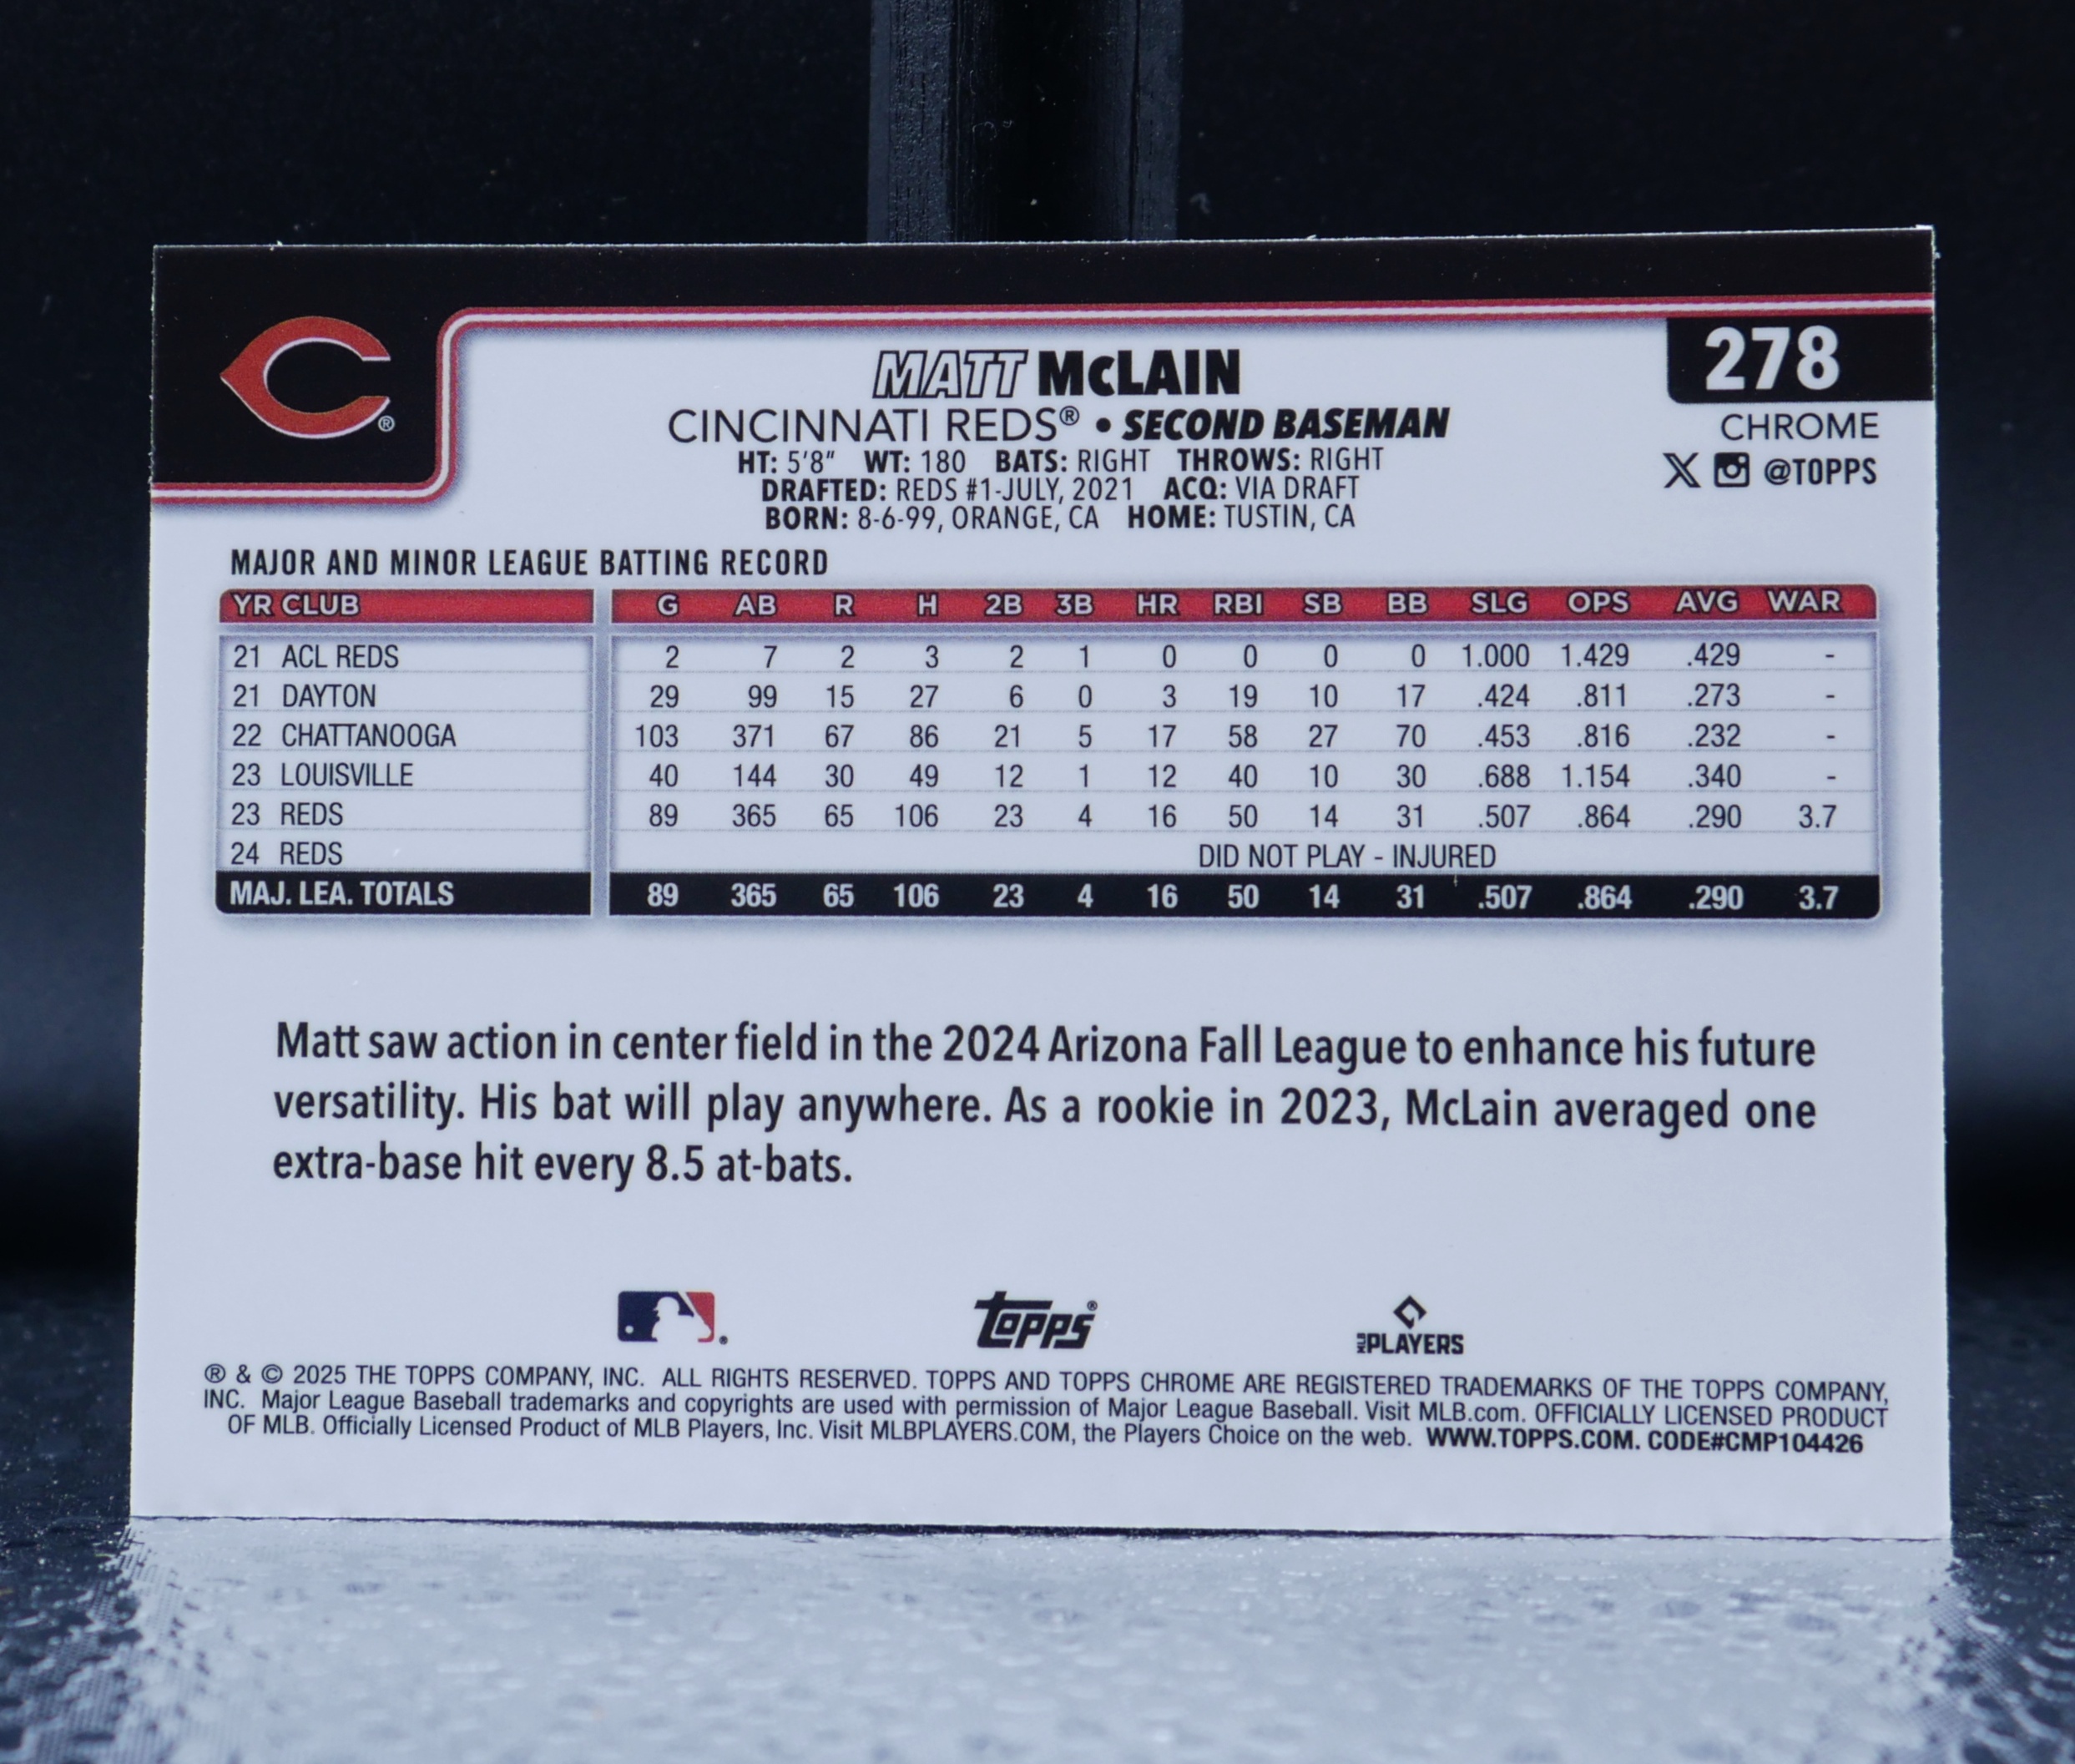 C®
MATT McLAIN
278
CINCINNATI REDS® • SECOND BASEMAN
CHROME
HT: 5'8" WT: 180 BATS: RIGHT THROWS: RIGHT
X @TOPPS
DRAFTED: REDS #1-JULY, 2021 ACQ: VIA DRAFT
BORN: 8-6-99, ORANGE, CA HOME: TUSTIN, CA
MAJOR AND MINOR LEAGUE BATTING RECORD
YR CLUB G AB R H 2B 3B HR RBI SB BB SLG OPS AVG WAR
21 ACL REDS 2 7 2 3 2 1 0 0 0 0 1.000 1.429 .429 -
21 DAYTON 29 99 15 27 6 0 3 19 10 17 .424 .811 .273 -
22 CHATTANOOGA 103 371 67 86 21 5 17 58 27 70 .453 .816 .232 -
23 LOUISVILLE 40 144 30 49 12 1 12 40 10 30 .688 1.154 .340 -
23 REDS 89 365 65 106 23 4 16 50 14 31 .507 .864 .290 3.7
24 REDS DID NOT PLAY - INJURED
MAJ. LEA. TOTALS 89 365 65 106 23 4 16 50 14 31 .507 .864 .290 3.7
Matt saw action in center field in the 2024 Arizona Fall League to enhance his future
versatility. His bat will play anywhere. As a rookie in 2023, McLain averaged one
extra-base hit every 8.5 at-bats.
Topps® MLB PLAYERS
® & © 2025 THE TOPPS COMPANY, INC. ALL RIGHTS RESERVED. TOPPS AND TOPPS CHROME ARE REGISTERED TRADEMARKS OF THE TOPPS COMPANY,
INC. Major League Baseball trademarks and copyrights are used with permission of Major League Baseball. Visit MLB.com. OFFICIALLY LICENSED PRODUCT
OF MLB. Officially Licensed Product of MLB Players, Inc. Visit MLBPLAYERS.COM, the Players Choice on the web. WWW.TOPPS.COM. CODE#CMP104426